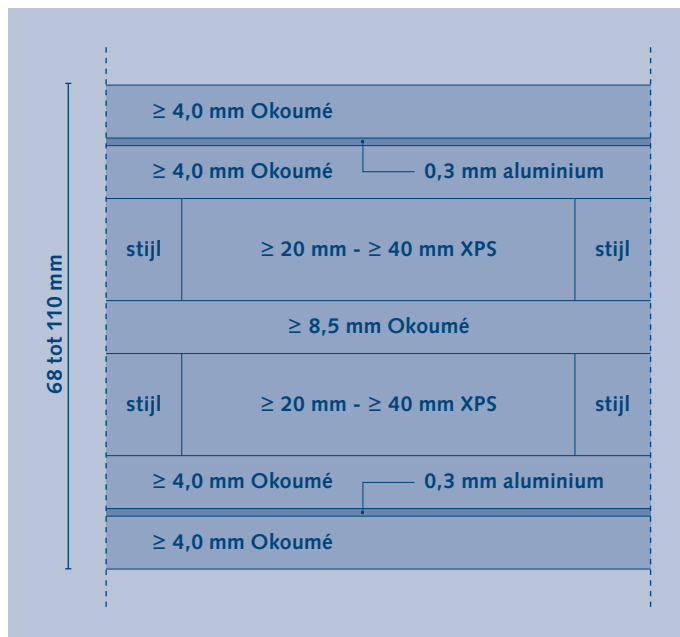 ≥ 4,0 mm Okoumé
≥ 4,0 mm Okoumé
0,3 mm aluminium
stijl
≥ 20 mm - ≥ 40 mm XPS
stijl
≥ 8,5 mm Okoumé
68 tot 110 mm
stijl
≥ 20 mm - ≥ 40 mm XPS
stijl
≥ 4,0 mm Okoumé
0,3 mm aluminium
≥ 4,0 mm Okoumé